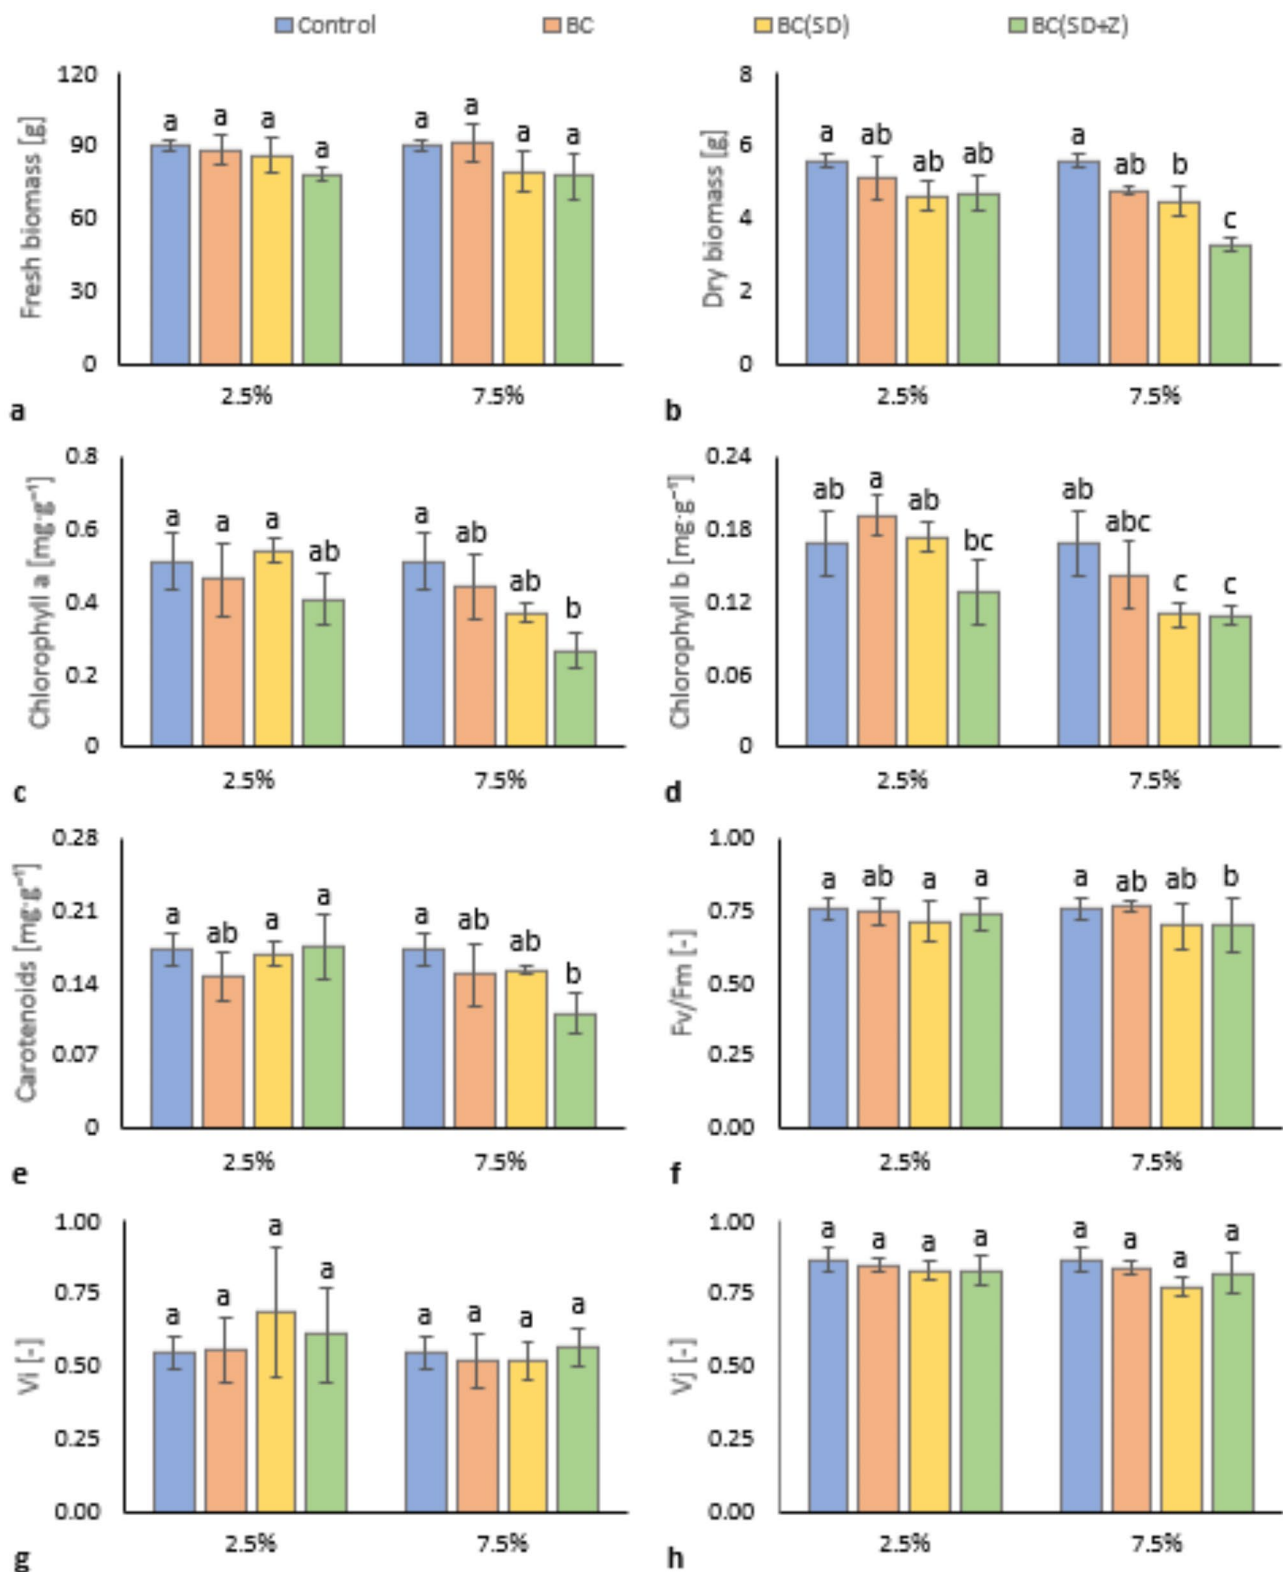 Control BC BC(SD) BC(SD+Z)
Fresh biomass [g]
120
90
60
30
0
a a a a a a a a
2.5% 7.5%
a
Dry biomass [g]
8
6
4
2
0
a ab ab ab a ab b c
2.5% 7.5%
b
Chlorophyll a [mg·g⁻¹]
0.8
0.6
0.4
0.2
0
a a a ab a ab ab b
2.5% 7.5%
c
Chlorophyll b [mg·g⁻¹]
0.24
0.18
0.12
0.06
0
ab a ab bc ab abc c c
2.5% 7.5%
d
Carotenoids [mg·g⁻¹]
0.28
0.21
0.14
0.07
0
a ab a a a ab ab b
2.5% 7.5%
e
Fv/Fm [-]
1.00
0.75
0.50
0.25
0.00
a ab a a a ab ab b
2.5% 7.5%
f
Vi [-]
1.00
0.75
0.50
0.25
0.00
a a a a a a a a
2.5% 7.5%
g
Vj [-]
1.00
0.75
0.50
0.25
0.00
a a a a a a a a
2.5% 7.5%
h